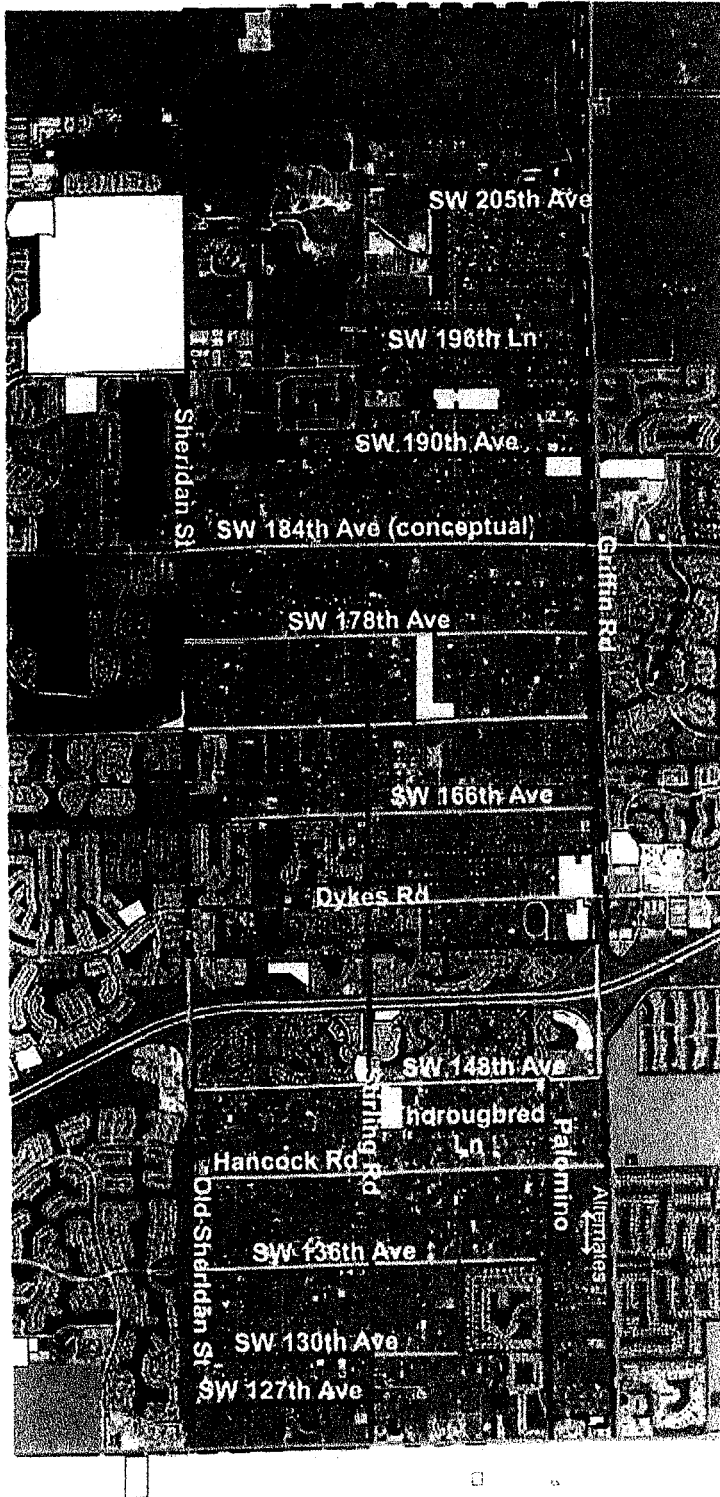 SW 205th Ave
SW 196th Ln
Sheridan St
SW 190th Ave
SW 184th Ave (conceptual)
Griffin Rd
SW 178th Ave
SW 166th Ave
Dykes Rd
SW 148th Ave
Stirling Rd
Thorougbred
Ln
Palomino
Hancock Rd
Old Sheridan St
Alternates
SW 136th Ave
SW 130th Ave
SW 127th Ave